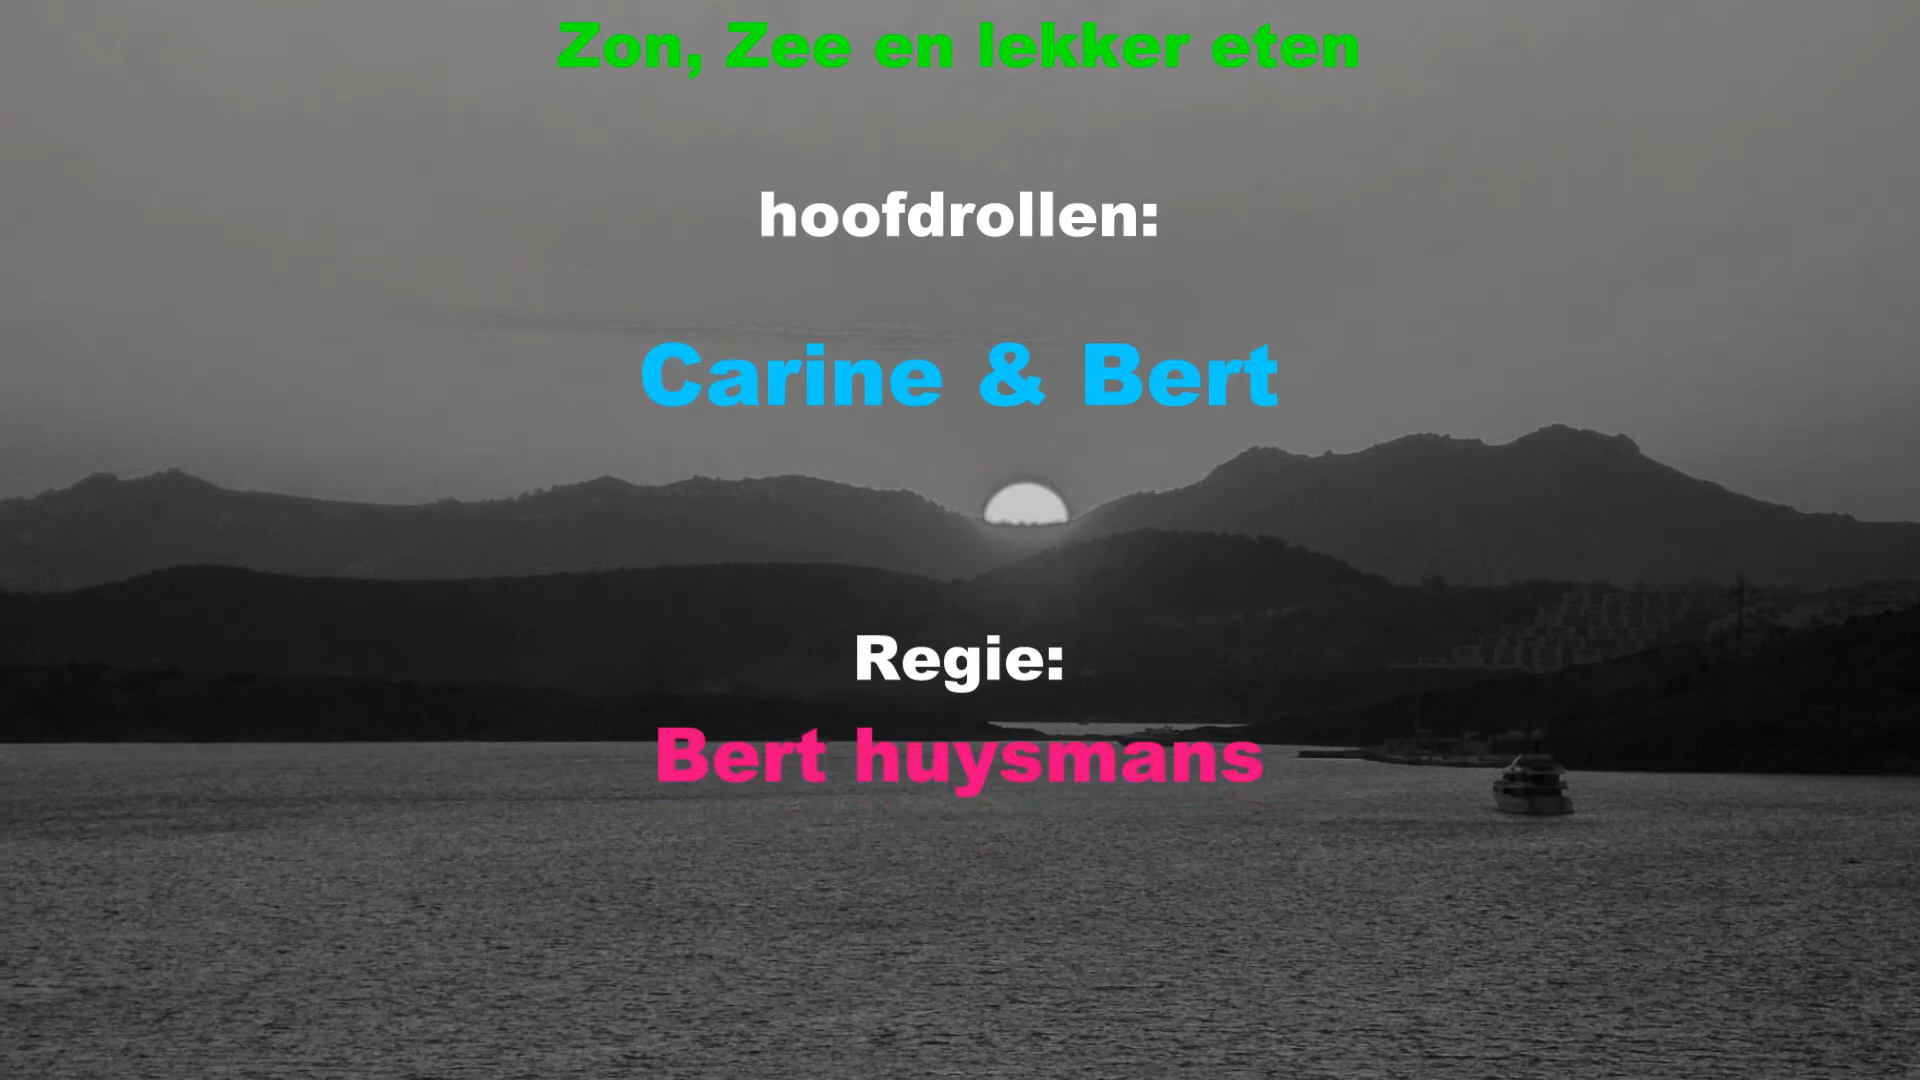 Zon, Zee en lekker eten
hoofdrollen:
Carine & Bert
Regie:
Bert huysmans